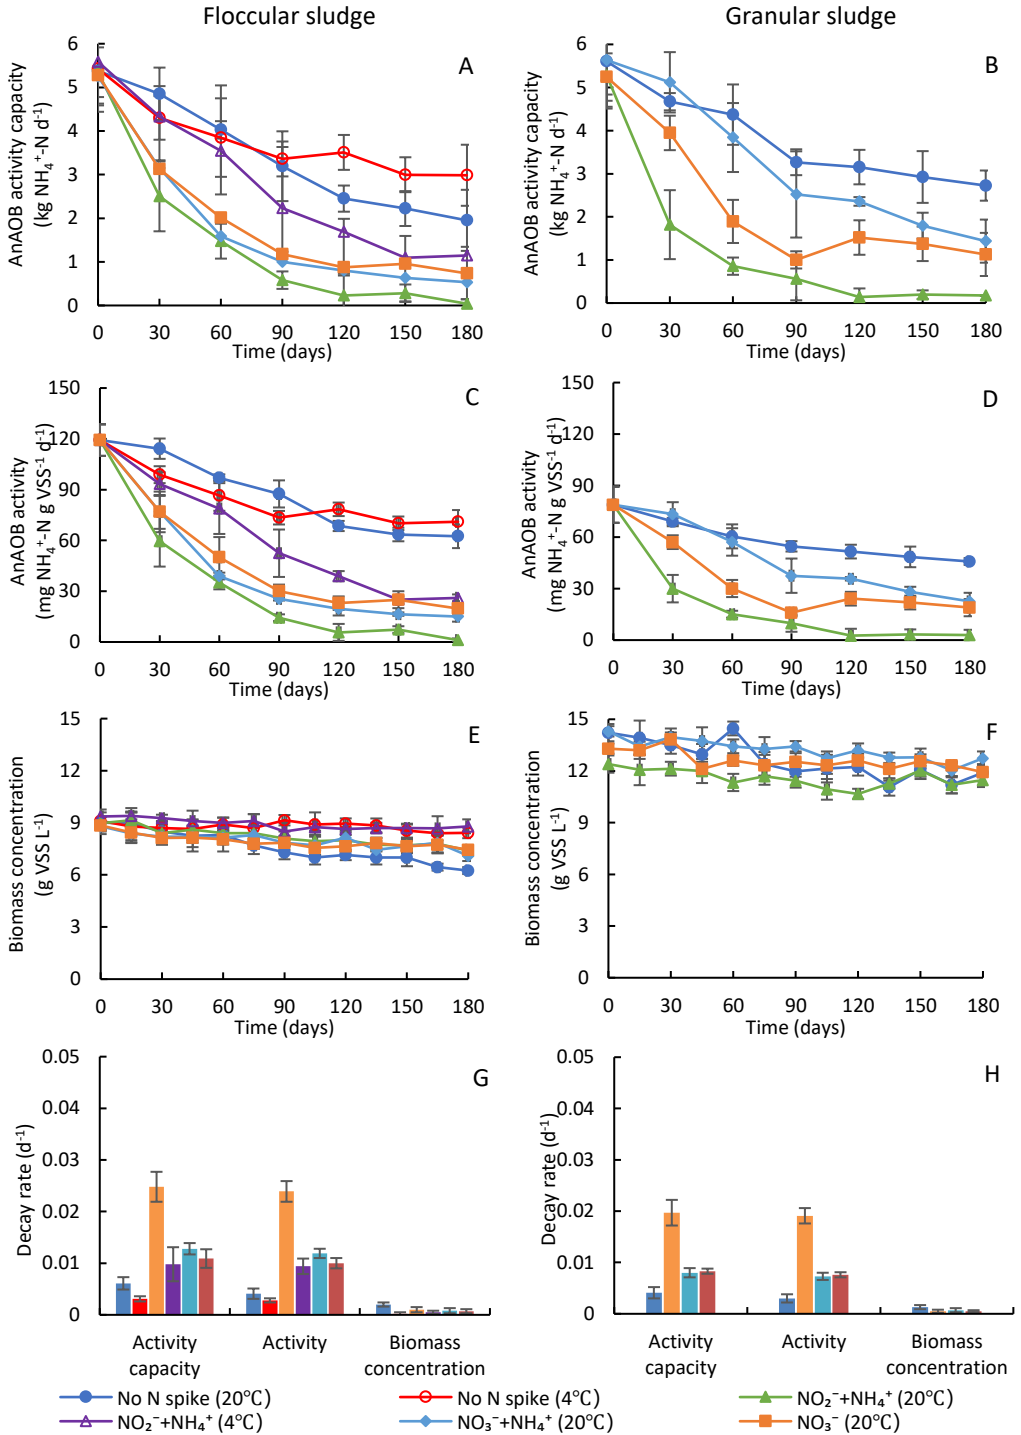 Floccular sludge
Granular sludge
A
AnAOB activity capacity
(kg NH₄⁺-N d⁻¹)
6
5
4
3
2
1
0
0 30 60 90 120 150 180
Time (days)
B
AnAOB activity capacity
(kg NH₄⁺-N d⁻¹)
6
5
4
3
2
1
0
0 30 60 90 120 150 180
Time (days)
C
AnAOB activity
(mg NH₄⁺-N g VSS⁻¹ d⁻¹)
150
120
90
60
30
0
0 30 60 90 120 150 180
Time (days)
D
AnAOB activity
(mg NH₄⁺-N g VSS⁻¹ d⁻¹)
150
120
90
60
30
0
0 30 60 90 120 150 180
Time (days)
E
Biomass concentration
(g VSS L⁻¹)
15
12
9
6
3
0
0 30 60 90 120 150 180
Time (days)
F
Biomass concentration
(g VSS L⁻¹)
15
12
9
6
3
0
0 30 60 90 120 150 180
Time (days)
G
Decay rate (d⁻¹)
0.05
0.04
0.03
0.02
0.01
0
Activity capacity
Activity
Biomass concentration
H
Decay rate (d⁻¹)
0.05
0.04
0.03
0.02
0.01
0
Activity capacity
Activity
Biomass concentration
No N spike (20°C)
No N spike (4°C)
NO₂⁻+NH₄⁺ (20°C)
NO₂⁻+NH₄⁺ (4°C)
NO₃⁻+NH₄⁺ (20°C)
NO₃⁻ (20°C)